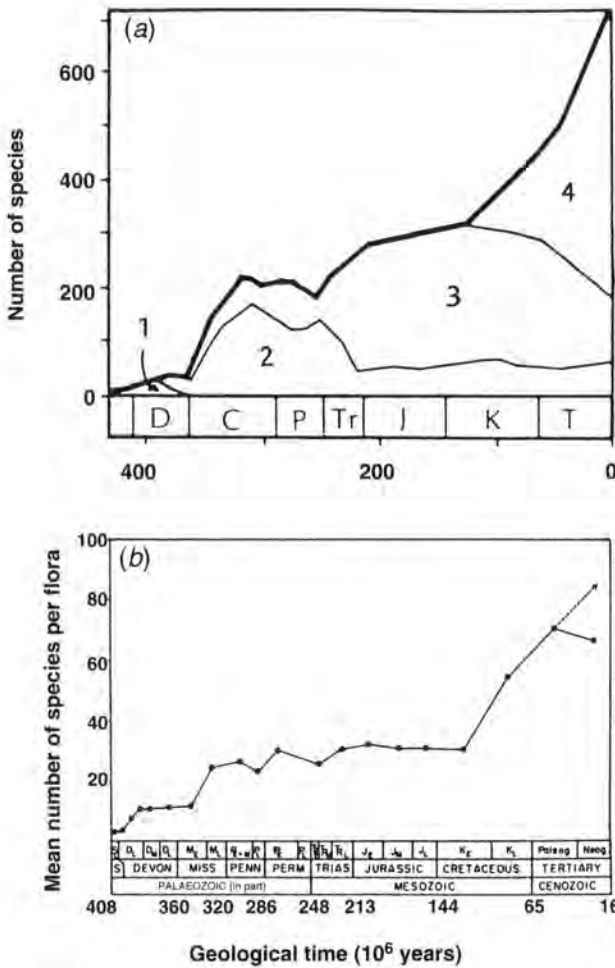 (a)
Number of species
600
400
200
0
1
2
3
4
D C P Tr J K T
400 200 0
(b)
Mean number of species per flora
100
80
60
40
20
S DEVON MISS PENN PERM TRIAS JURASSIC CRETACEOUS TERTIARY
PALAEOZOIC (in part) MESOZOIC CENOZOIC
408 360 320 286 248 213 144 65 16
Geological time (10⁶ years)